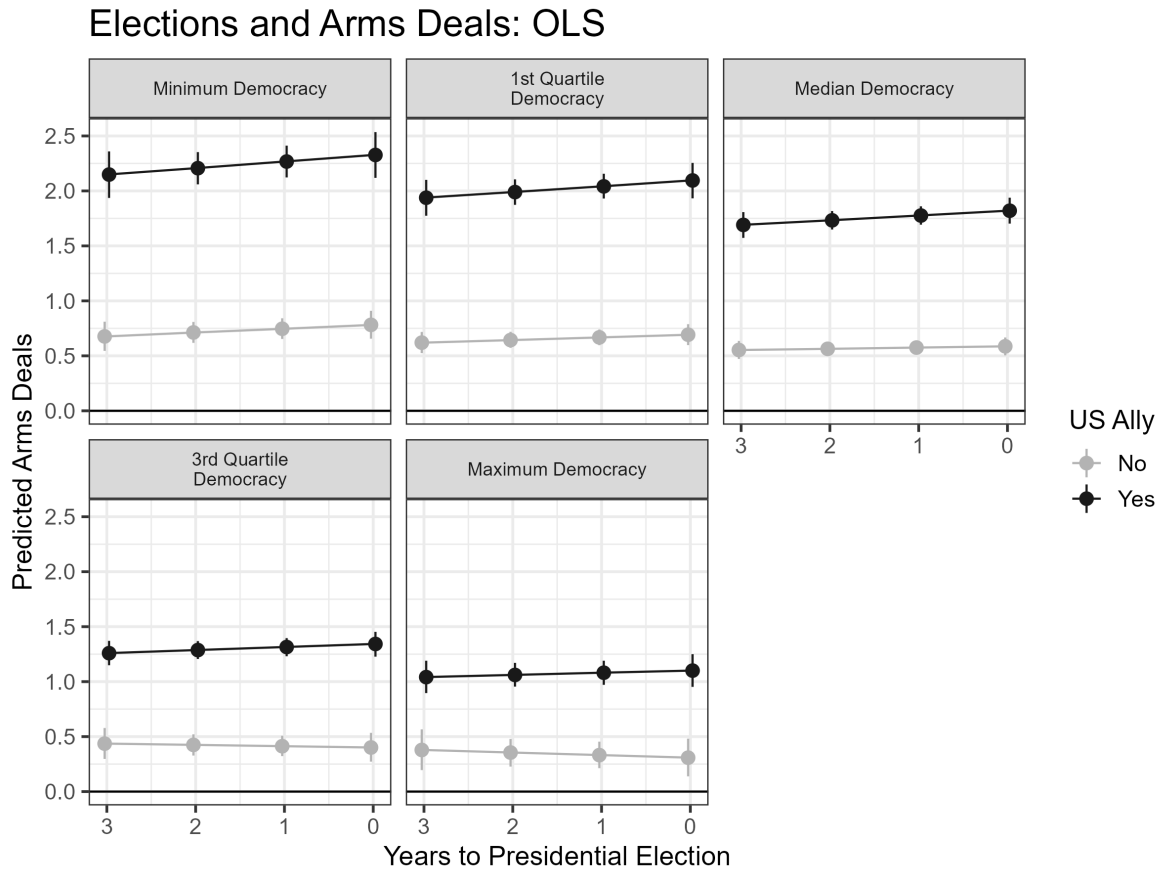 Elections and Arms Deals: OLS
Minimum Democracy
1st Quartile
Democracy
Median Democracy
2.5
2.0
1.5
1.0
0.5
0.0
3 2 1 0
3rd Quartile
Democracy
Maximum Democracy
2.5
2.0
1.5
1.0
0.5
0.0
3 2 1 0
3 2 1 0
Years to Presidential Election
Predicted Arms Deals
US Ally
No
Yes